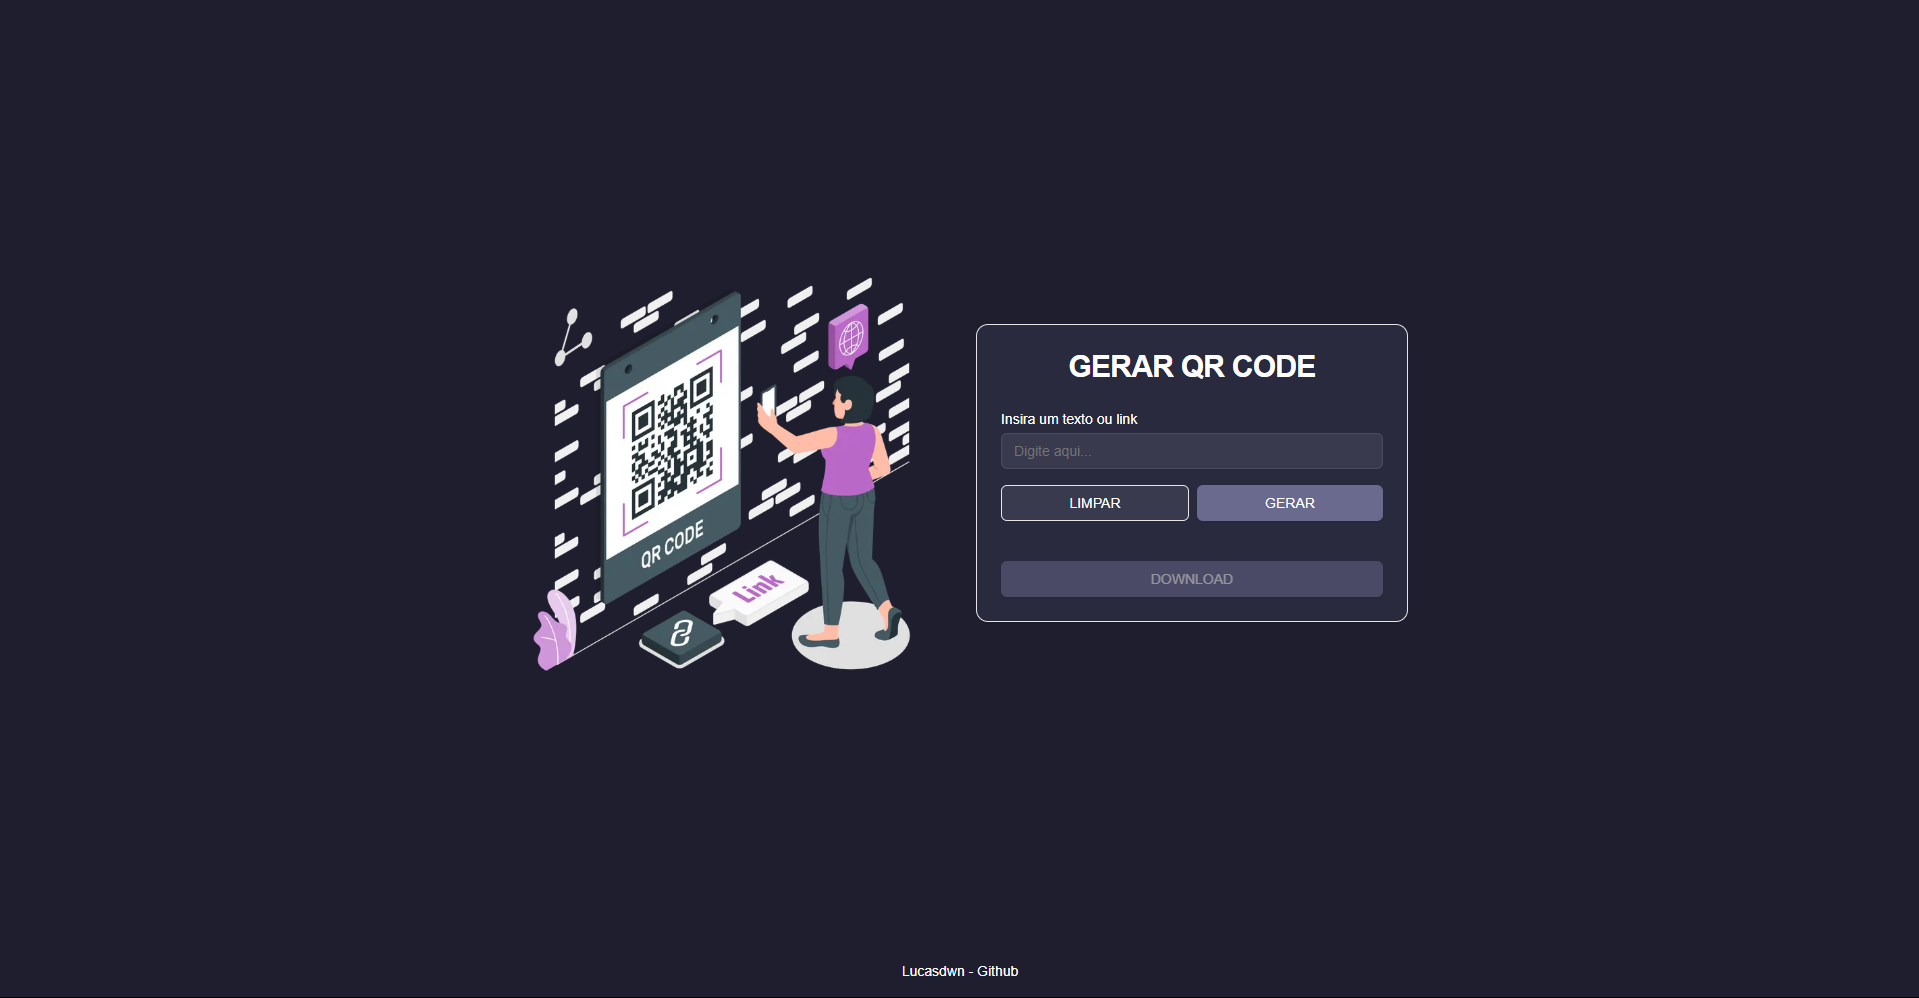 QR CODE
Link
GERAR QR CODE
Insira um texto ou link
Digite aqui...
LIMPAR
GERAR
DOWNLOAD
Lucasdwn - Github